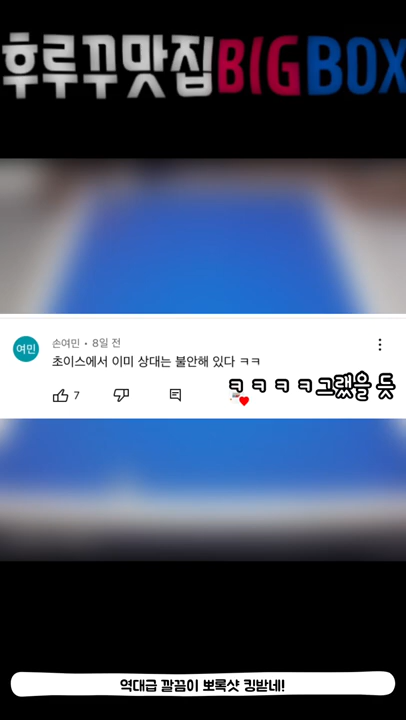 후루꾸맛집BIGBOX
여민
손여민 • 8일 전
초이스에서 이미 상대는 불안해 있다 ㅋㅋ
7
ㅋㅋㅋㅋ그랬을 듯
역대급 깔끔이 뽀록샷 킹받네!